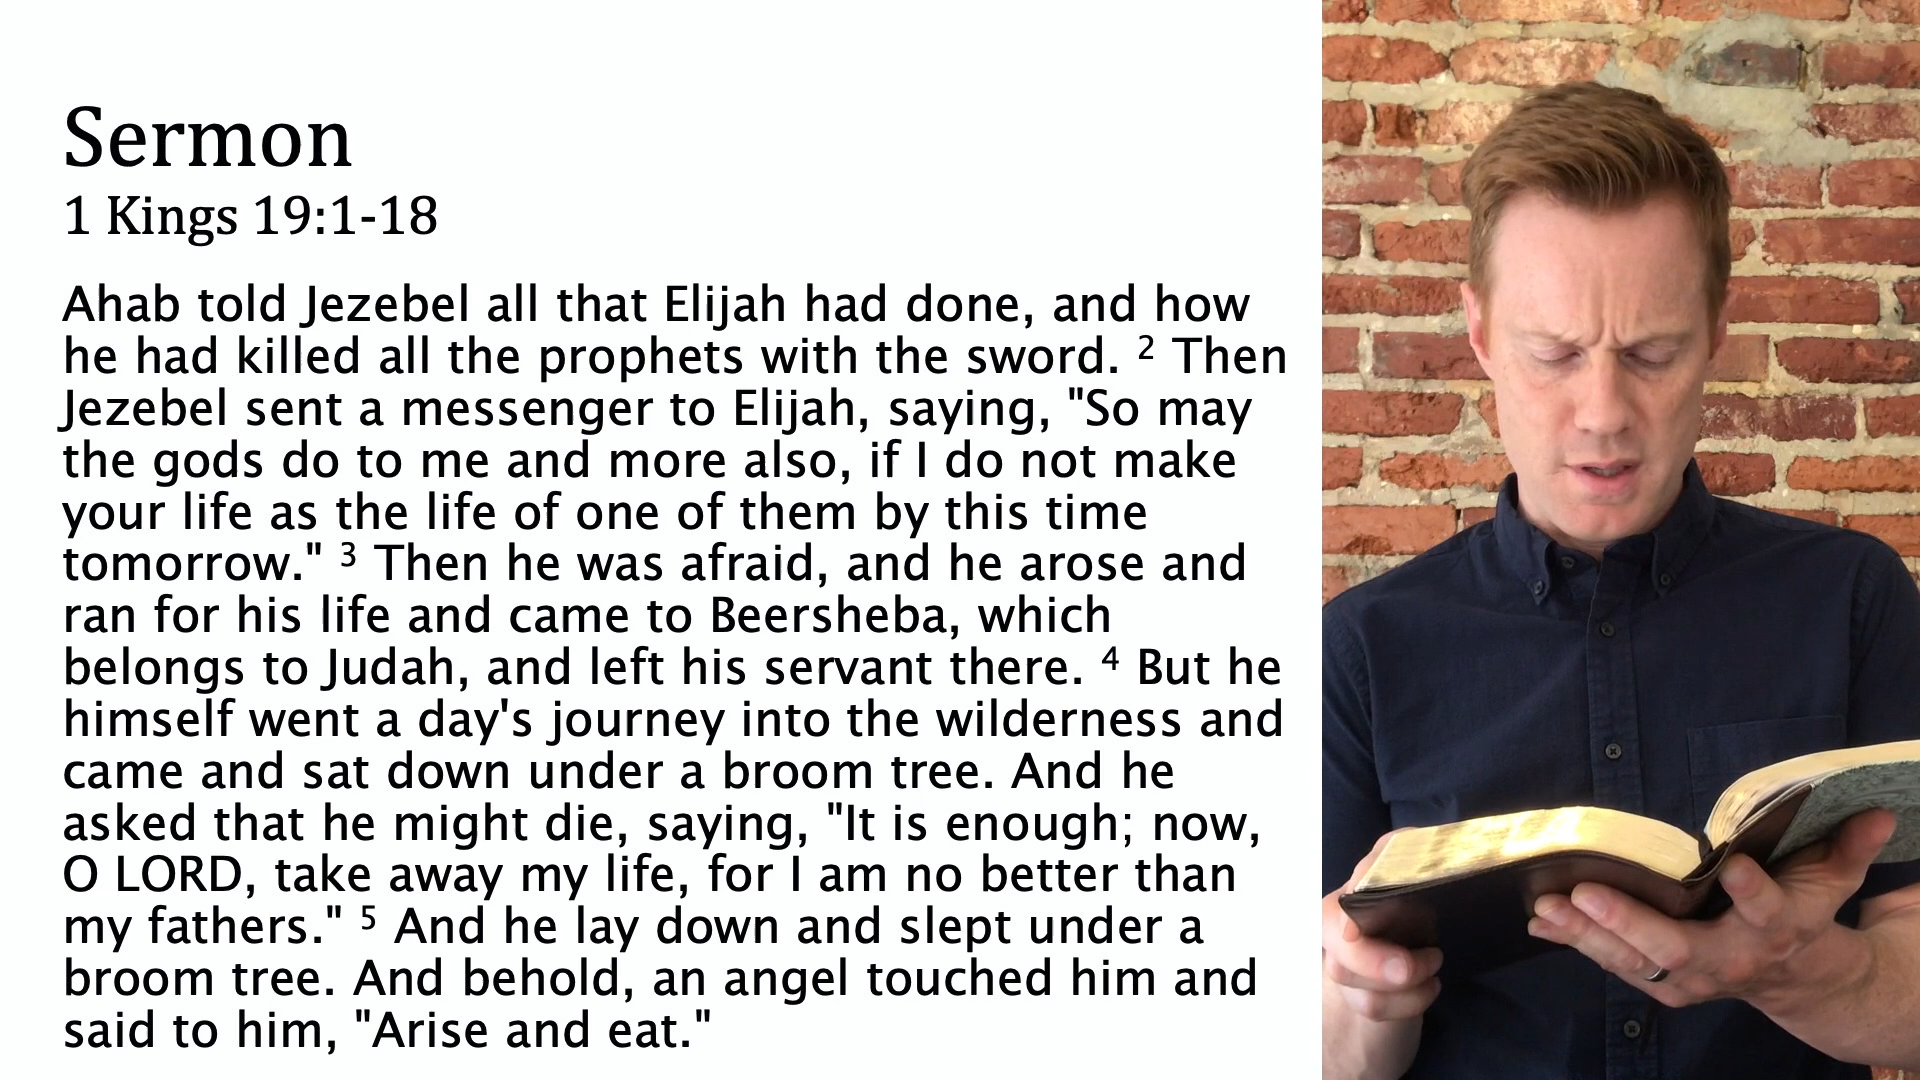 Sermon
1 Kings 19:1-18
Ahab told Jezebel all that Elijah had done, and how
he had killed all the prophets with the sword. ² Then
Jezebel sent a messenger to Elijah, saying, "So may
the gods do to me and more also, if I do not make
your life as the life of one of them by this time
tomorrow." ³ Then he was afraid, and he arose and
ran for his life and came to Beersheba, which
belongs to Judah, and left his servant there. ⁴ But he
himself went a day's journey into the wilderness and
came and sat down under a broom tree. And he
asked that he might die, saying, "It is enough; now,
O LORD, take away my life, for I am no better than
my fathers." ⁵ And he lay down and slept under a
broom tree. And behold, an angel touched him and
said to him, "Arise and eat."